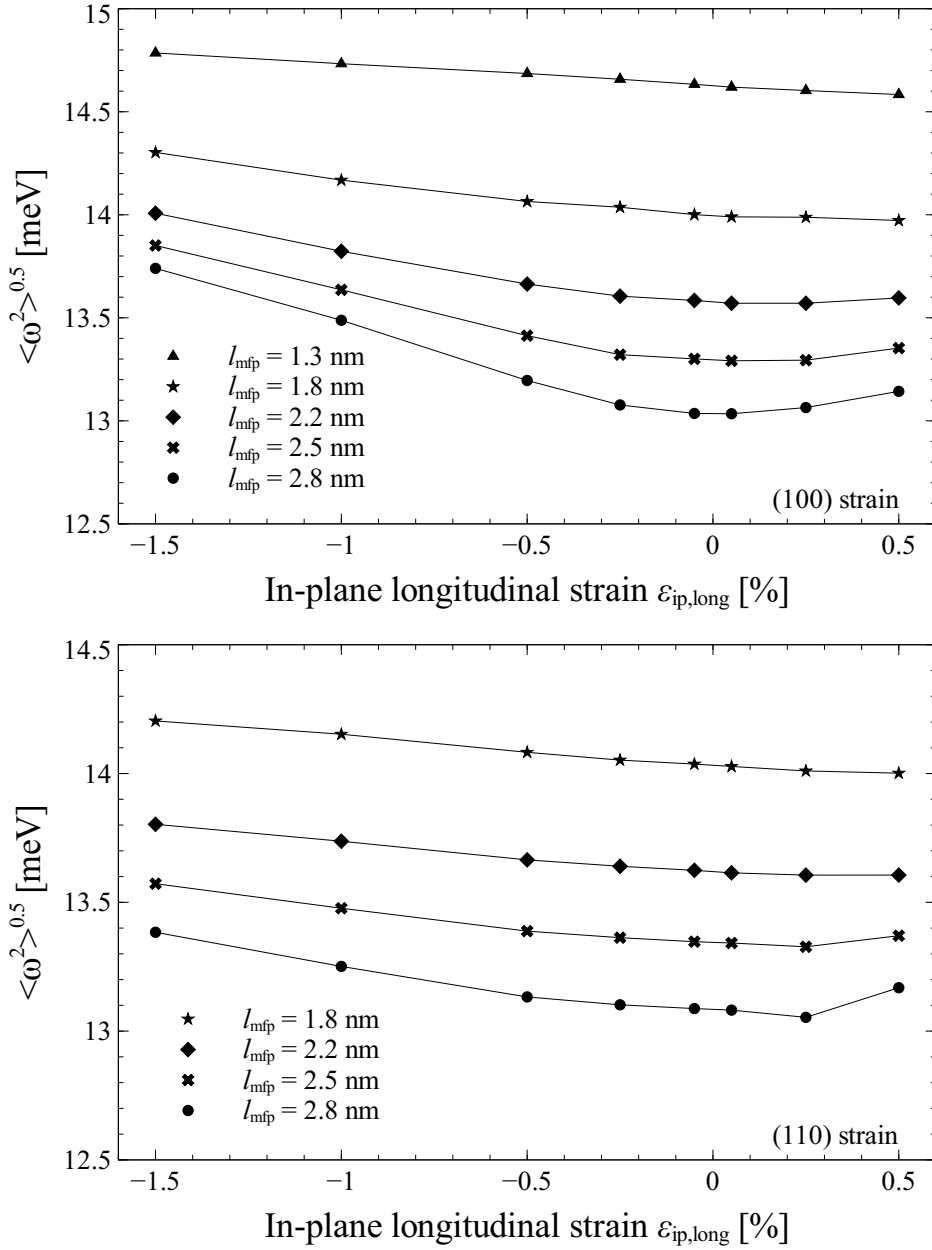 15
14.5
14
13.5
13
12.5
<ω²>⁰·⁵ [meV]
l_mfp = 1.3 nm
l_mfp = 1.8 nm
l_mfp = 2.2 nm
l_mfp = 2.5 nm
l_mfp = 2.8 nm
(100) strain
−1.5 −1 −0.5 0 0.5
In-plane longitudinal strain ε_ip,long [%]
14.5
14
13.5
13
12.5
<ω²>⁰·⁵ [meV]
l_mfp = 1.8 nm
l_mfp = 2.2 nm
l_mfp = 2.5 nm
l_mfp = 2.8 nm
(110) strain
−1.5 −1 −0.5 0 0.5
In-plane longitudinal strain ε_ip,long [%]